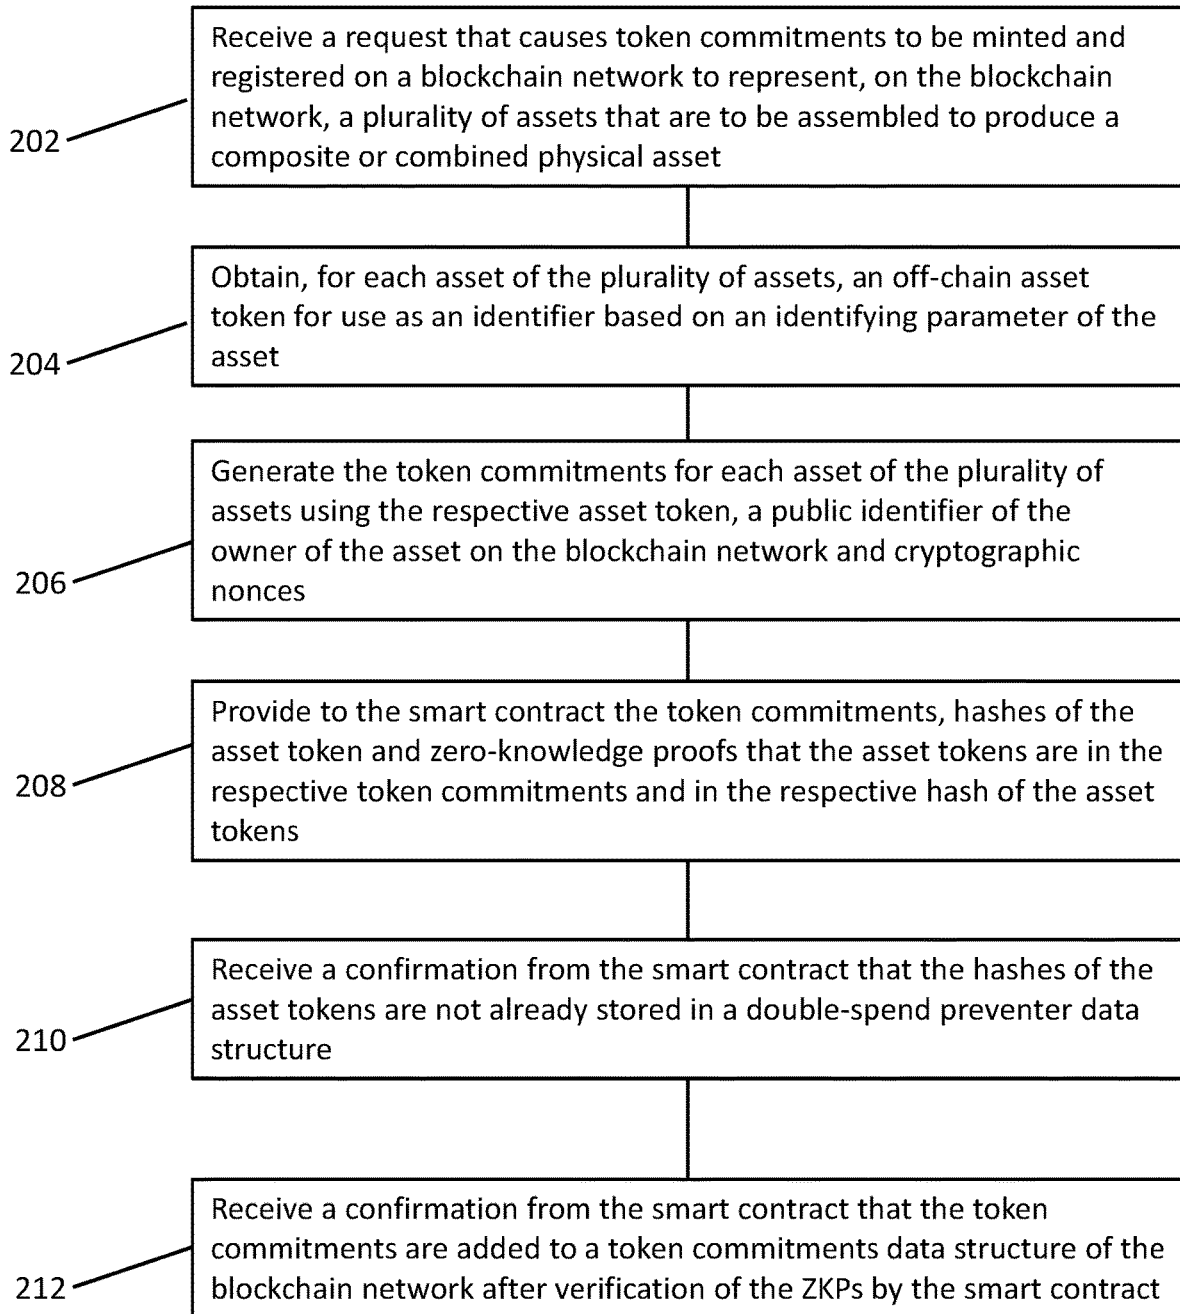 Receive a request that causes token commitments to be minted and
registered on a blockchain network to represent, on the blockchain
network, a plurality of assets that are to be assembled to produce a
composite or combined physical asset
202
Obtain, for each asset of the plurality of assets, an off-chain asset
token for use as an identifier based on an identifying parameter of the
asset
204
Generate the token commitments for each asset of the plurality of
assets using the respective asset token, a public identifier of the
owner of the asset on the blockchain network and cryptographic
nonces
206
Provide to the smart contract the token commitments, hashes of the
asset token and zero-knowledge proofs that the asset tokens are in the
respective token commitments and in the respective hash of the asset
tokens
208
Receive a confirmation from the smart contract that the hashes of the
asset tokens are not already stored in a double-spend preventer data
structure
210
Receive a confirmation from the smart contract that the token
commitments are added to a token commitments data structure of the
blockchain network after verification of the ZKPs by the smart contract
212